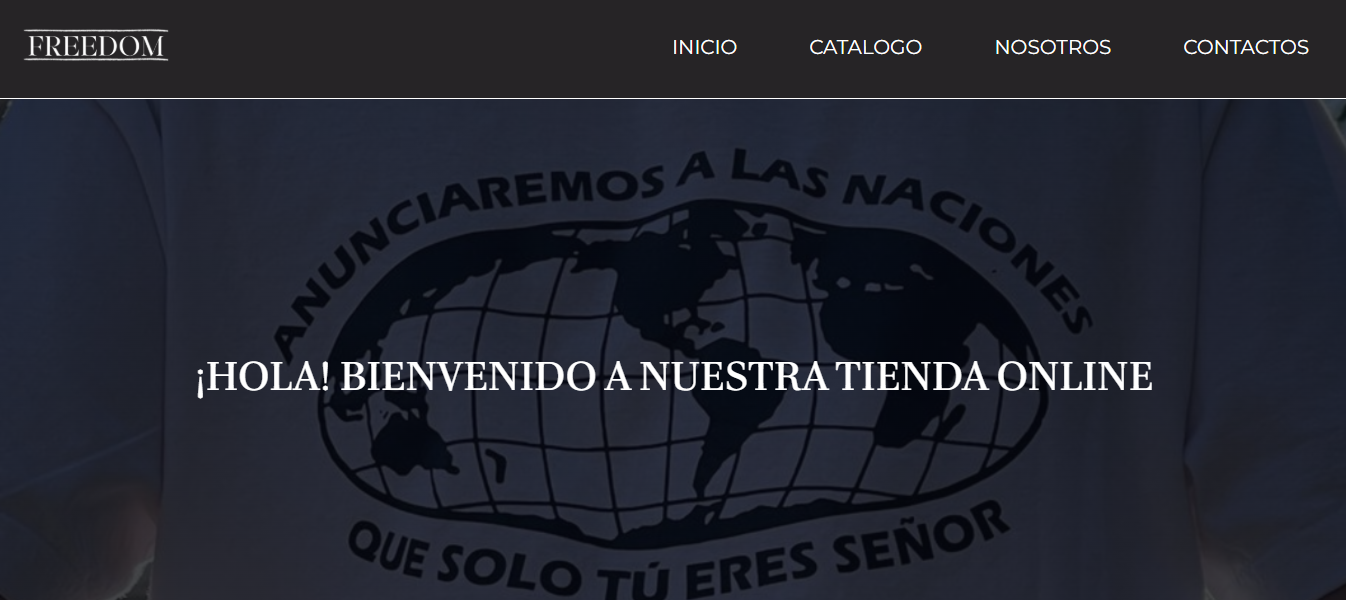 FREEDOM
INICIO CATALOGO NOSOTROS CONTACTOS
ANUNCIAREMOS A LAS NACIONES
¡HOLA! BIENVENIDO A NUESTRA TIENDA ONLINE
QUE SOLO TÚ ERES SEÑOR